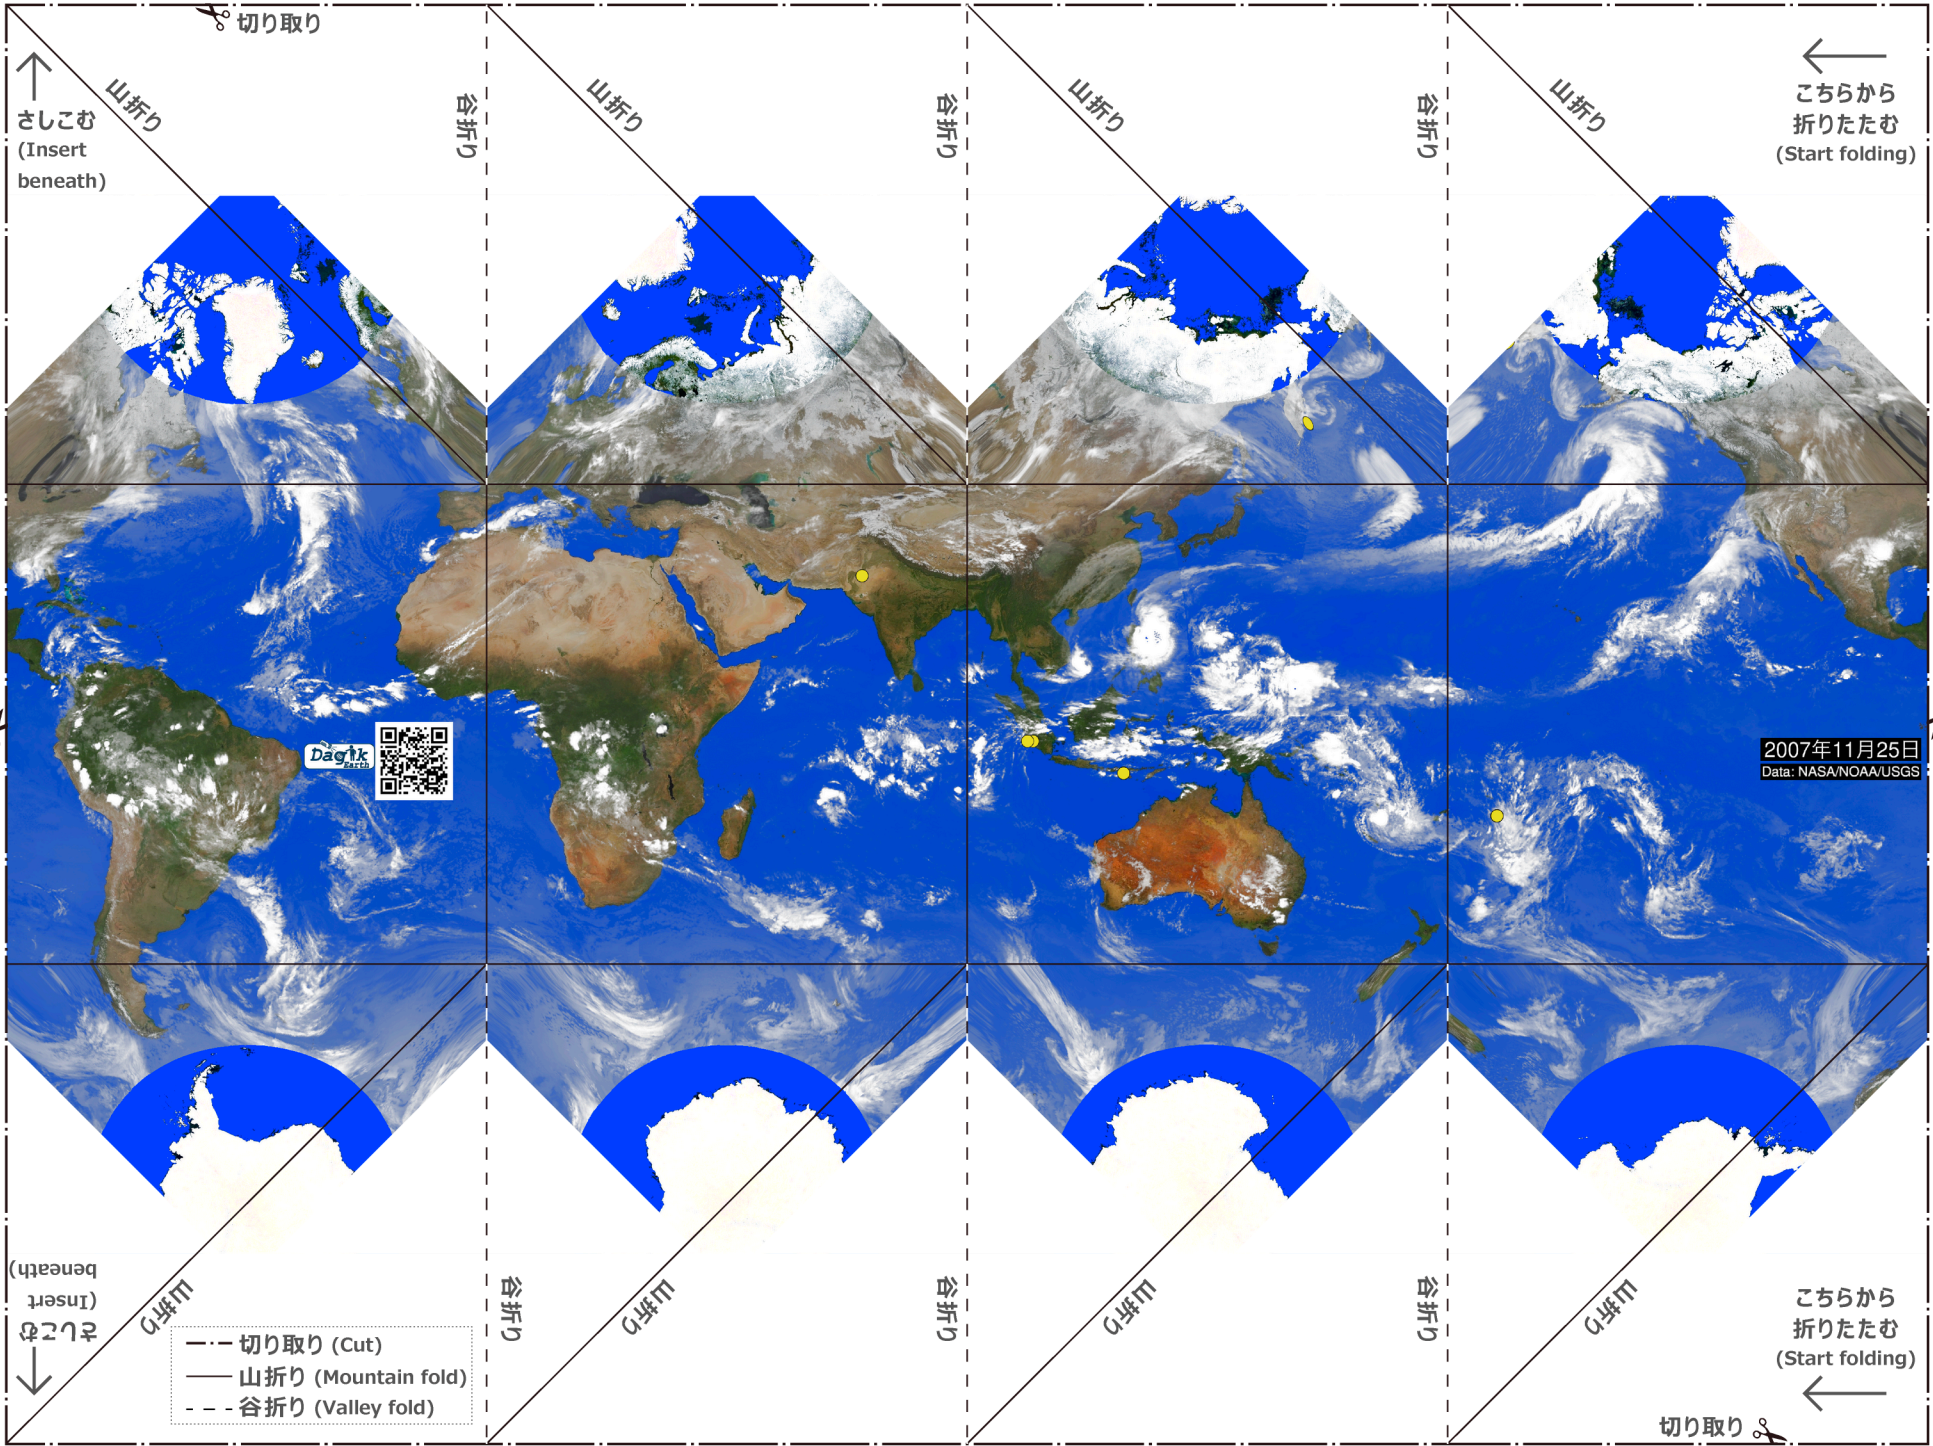 切り取り
山折り
谷折り
山折り
谷折り
山折り
谷折り
山折り
さしこむ
(Insert
beneath)
こちらから
折りたたむ
(Start folding)
Dagik
Earth
2007年11月25日
Data: NASA/NOAA/USGS
さしこむ
(Insert
beneath)
山折り
谷折り
山折り
谷折り
山折り
谷折り
山折り
切り取り (Cut)
山折り (Mountain fold)
谷折り (Valley fold)
こちらから
折りたたむ
(Start folding)
切り取り